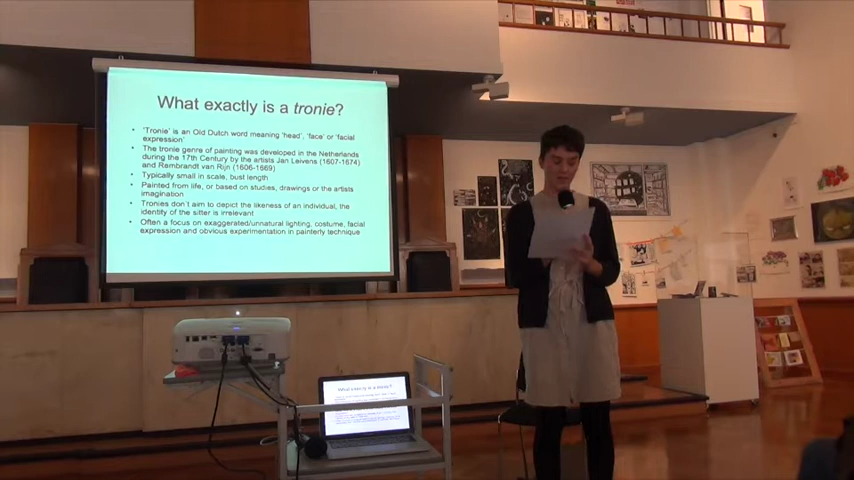 What exactly is a tronie?
• 'Tronie' is an Old Dutch word meaning 'head', 'face' or 'facial
expression'.
• The tronie genre of painting was developed in the Netherlands
during the 17th Century by the artists Jan Leivens (1607-1674)
and Rembrandt van Rijn (1606-1669)
• Typically small in scale, bust length
• Painted from life, or based on studies, drawings or the artists
imagination
• Tronies don't aim to depict the likeness of an individual, the
identity of the sitter is irrelevant
• Often a focus on exaggerated/unnatural lighting, costume, facial
expression and obvious experimentation in painterly technique
What exactly is a tronie?